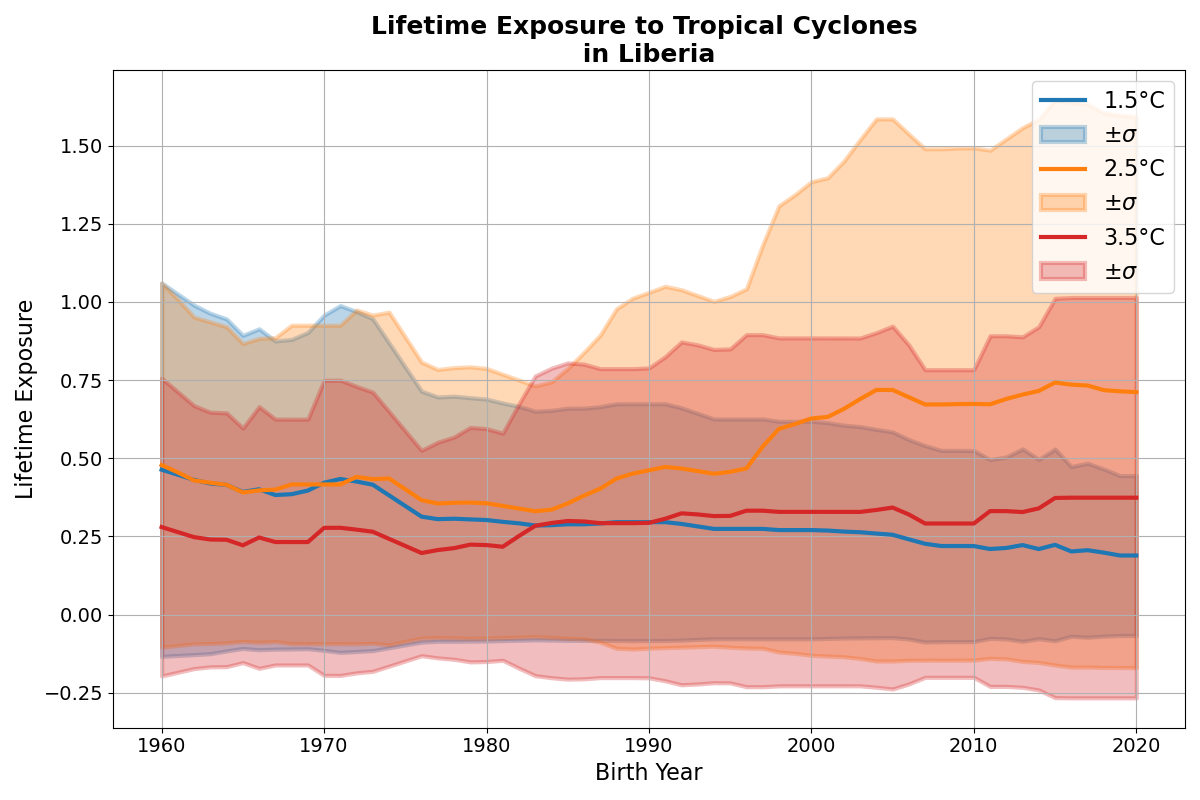 Lifetime Exposure to Tropical Cyclones
in Liberia
1.5°C
±σ
2.5°C
±σ
3.5°C
±σ
Lifetime Exposure
1.50
1.25
1.00
0.75
0.50
0.25
0.00
−0.25
1960 1970 1980 1990 2000 2010 2020
Birth Year